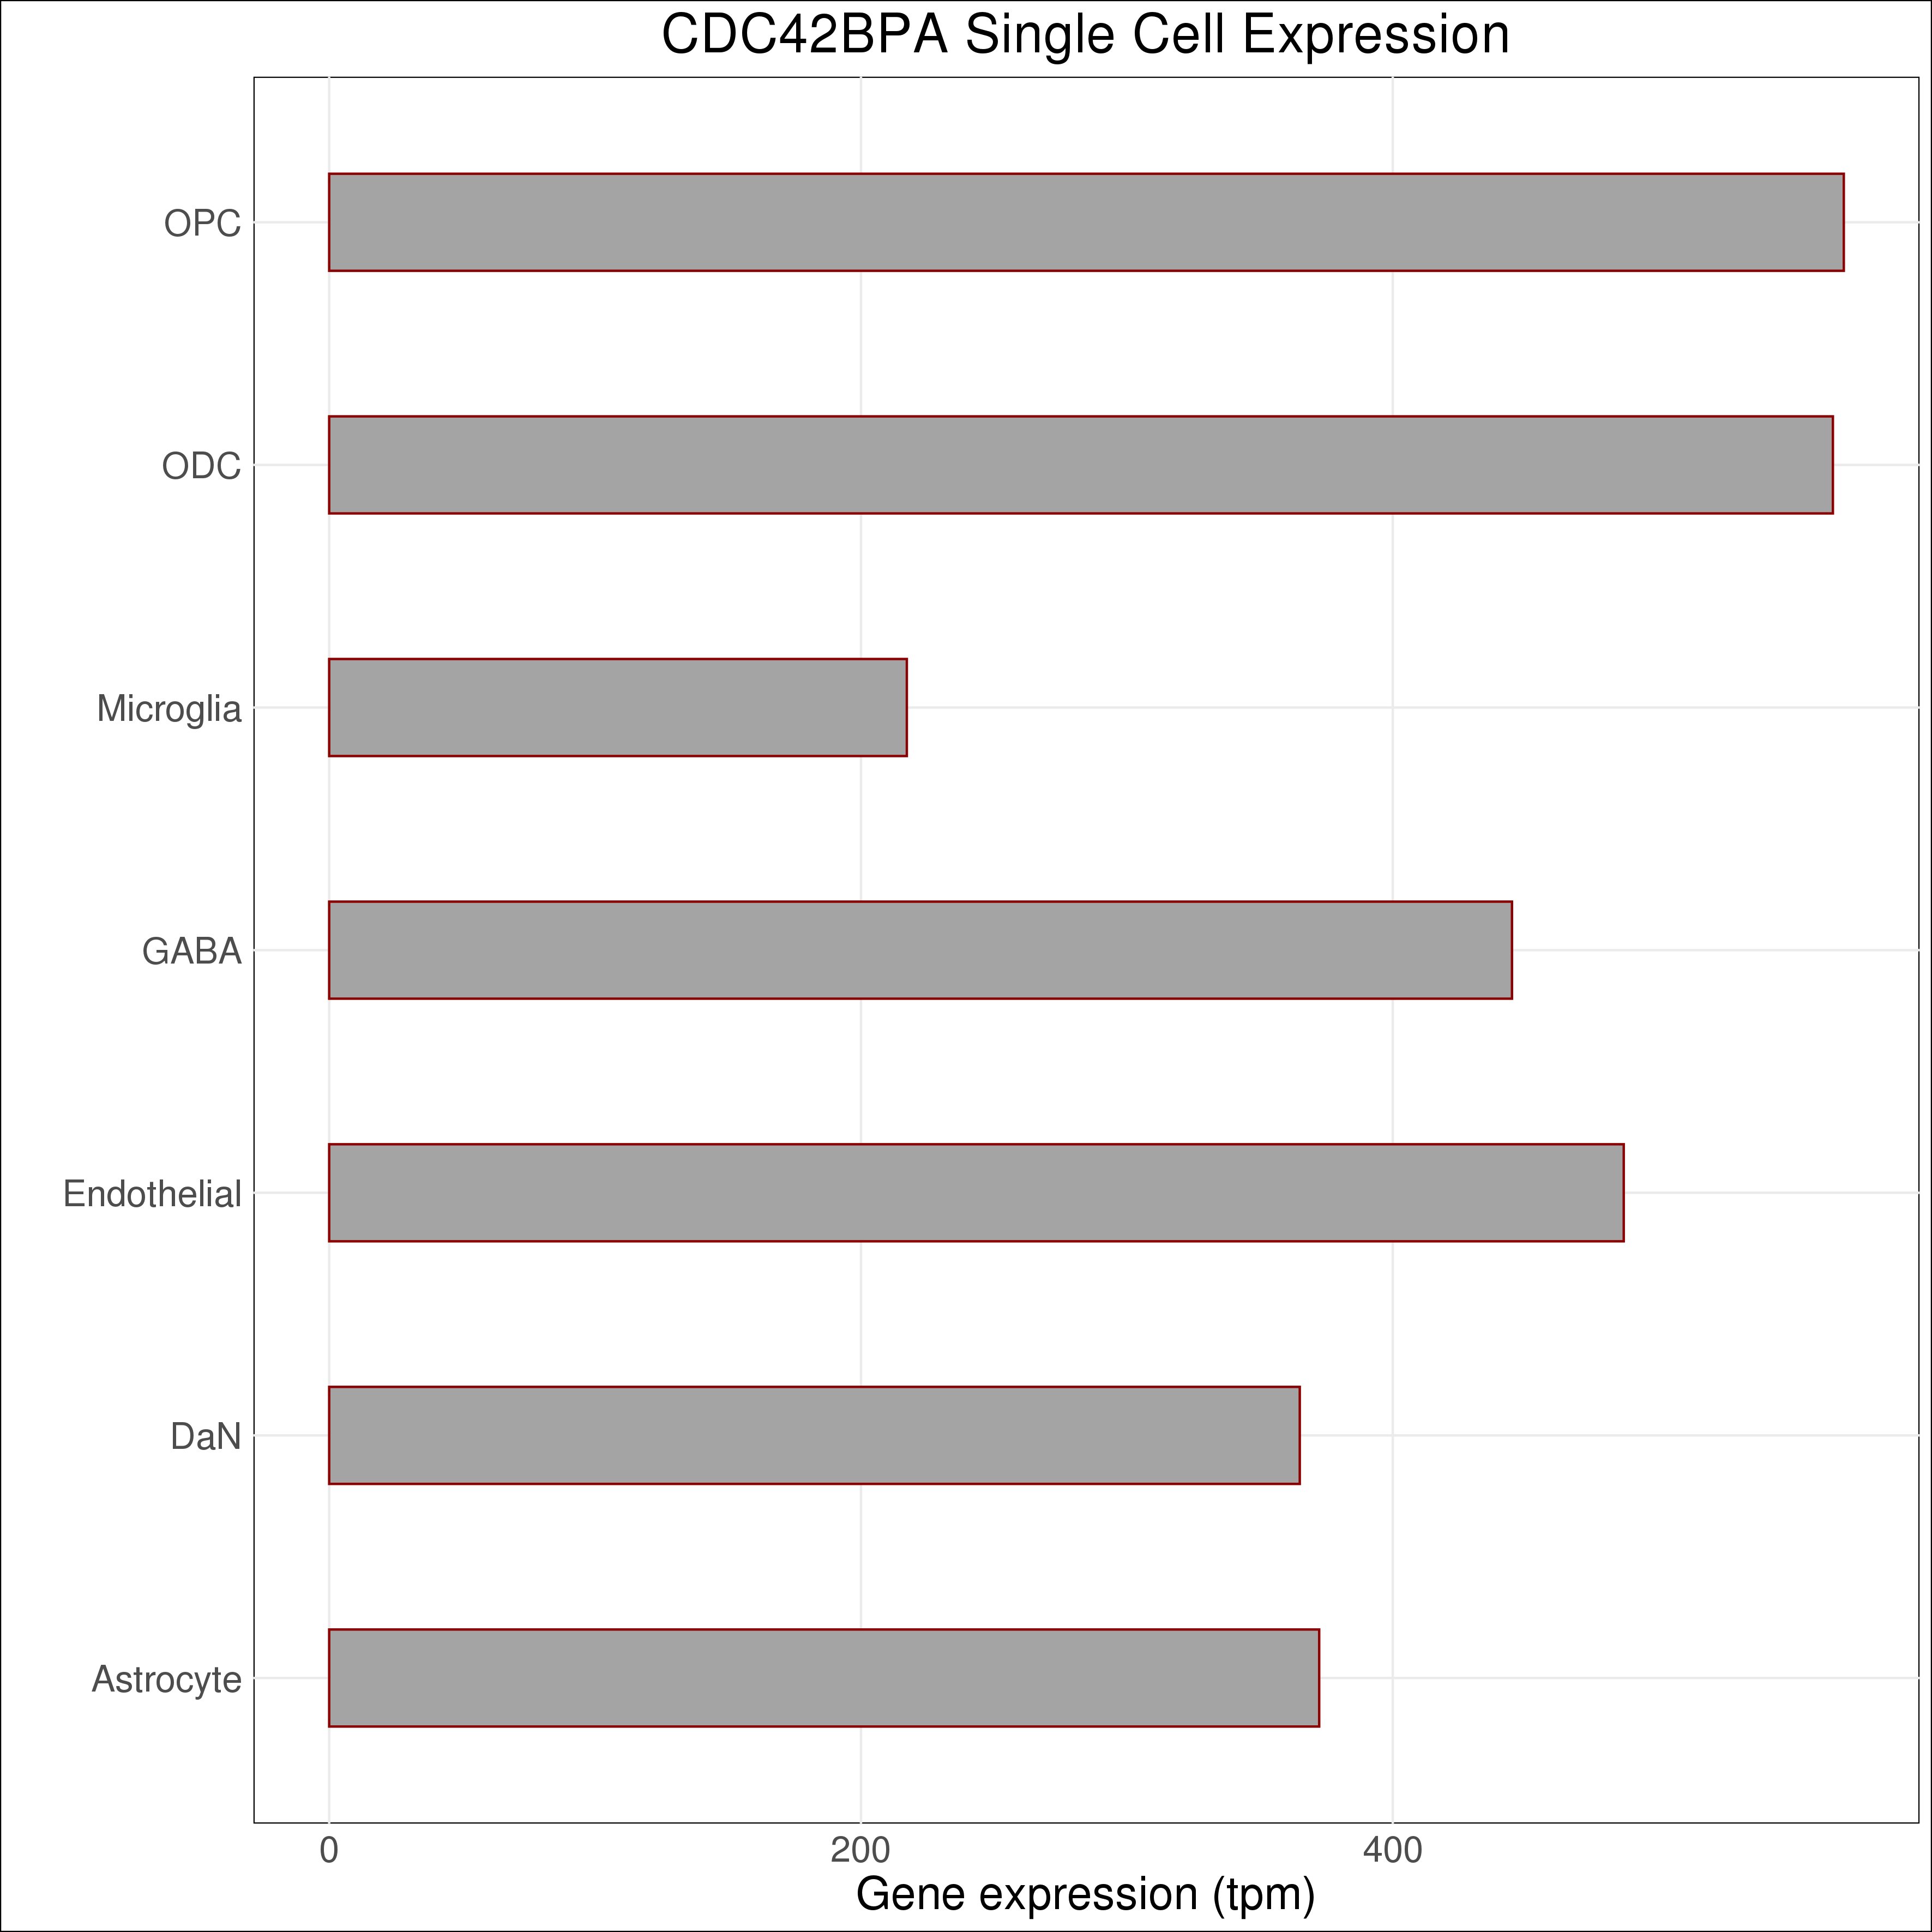 CDC42BPA Single Cell Expression
OPC
ODC
Microglia
GABA
Endothelial
DaN
Astrocyte
0 200 400
Gene expression (tpm)